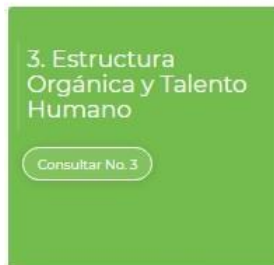 3. Estructura
Orgánica y Talento
Humano
Consultar No. 3